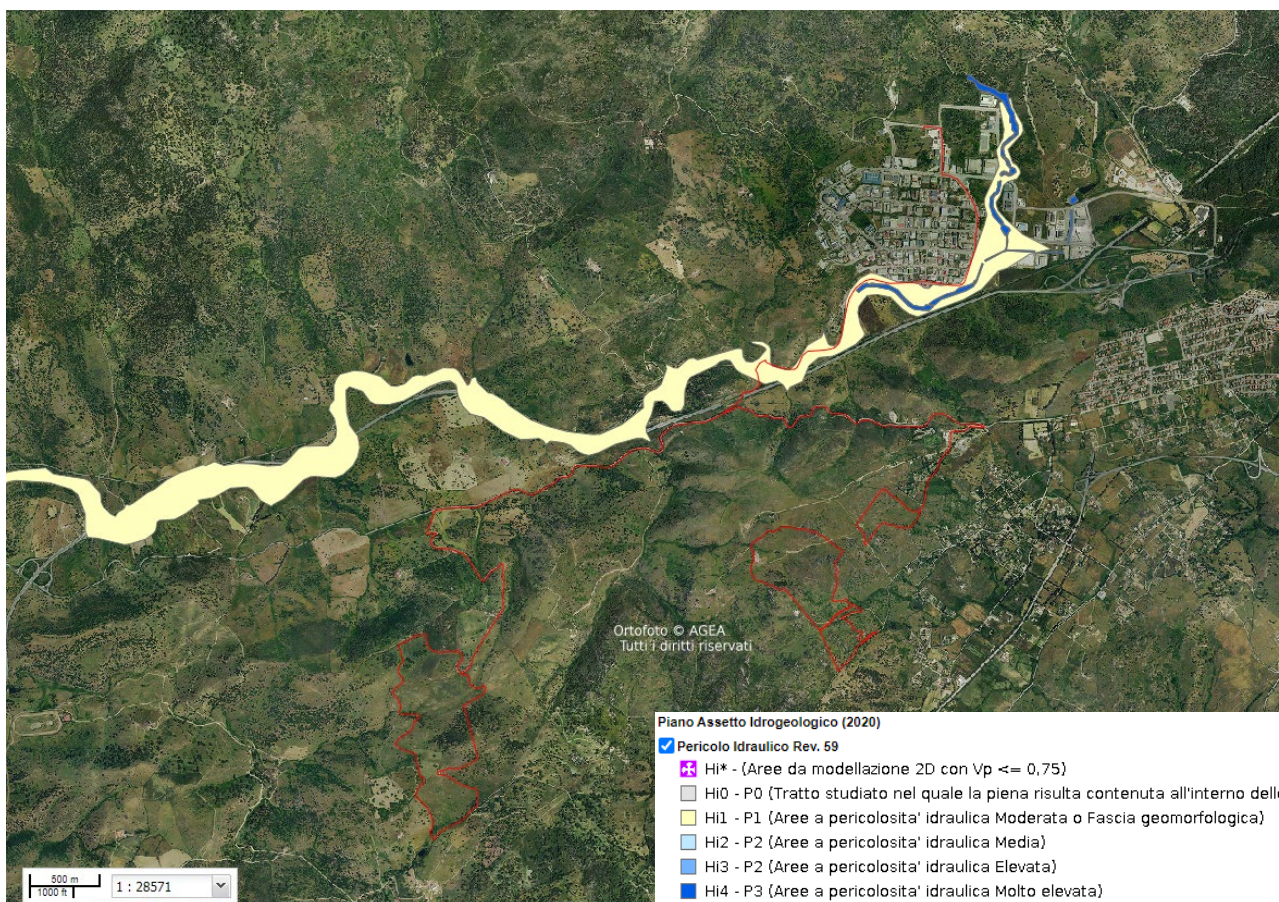 Ortofoto © AGEA
Tutti i diritti riservati
Piano Assetto Idrogeologico (2020)
Pericolo Idraulico Rev. 59
Hi* - (Aree da modellazione 2D con Vp <= 0,75)
Hi0 - P0 (Tratto studiato nel quale la piena risulta contenuta all'interno delle
Hi1 - P1 (Aree a pericolosita' idraulica Moderata o Fascia geomorfologica)
Hi2 - P2 (Aree a pericolosita' idraulica Media)
Hi3 - P2 (Aree a pericolosita' idraulica Elevata)
Hi4 - P3 (Aree a pericolosita' idraulica Molto elevata)
500 m
1000 ft
1 : 28571